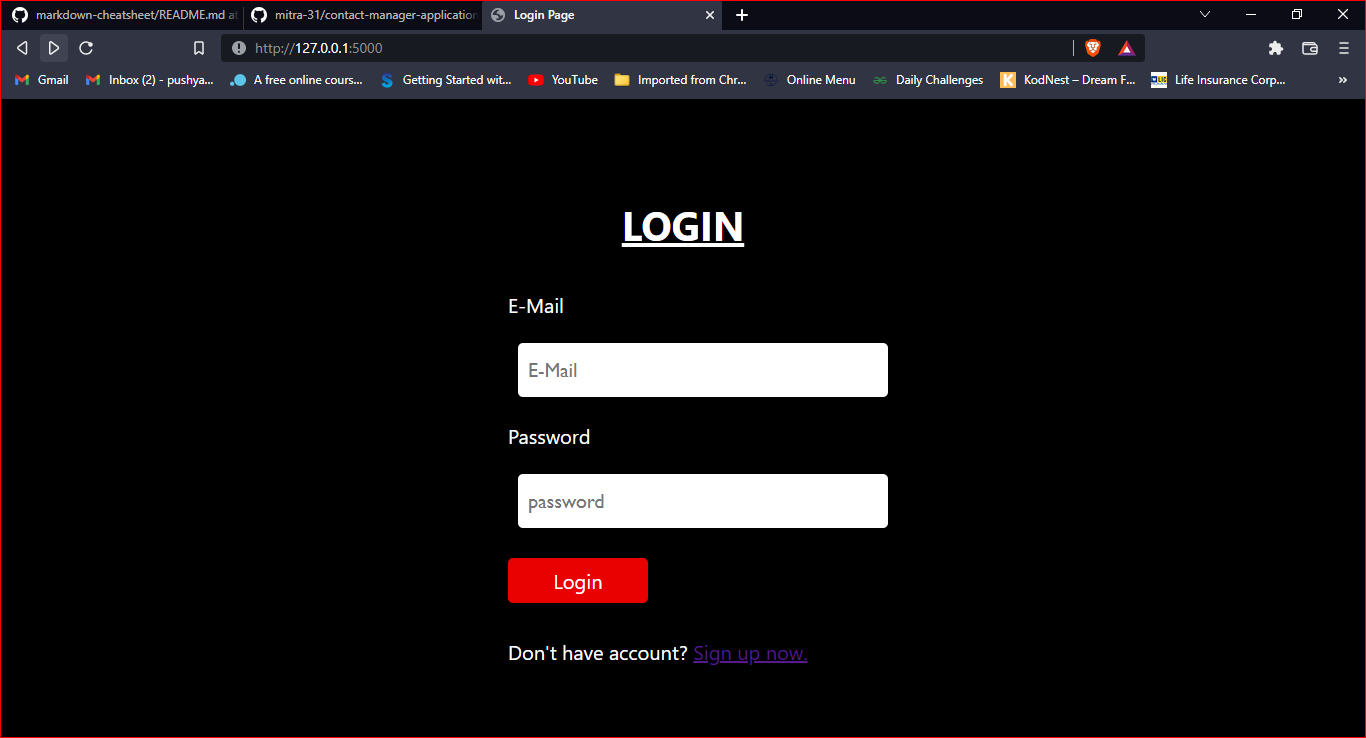 markdown-cheatsheet/README.md at
mitra-31/contact-manager-application
Login Page
http://127.0.0.1:5000
Gmail
Inbox (2) - pushya...
A free online cours...
Getting Started wit...
YouTube
Imported from Chr...
Online Menu
Daily Challenges
KodNest – Dream F...
Life Insurance Corp...
LOGIN
E-Mail
E-Mail
Password
password
Login
Don't have account? Sign up now.